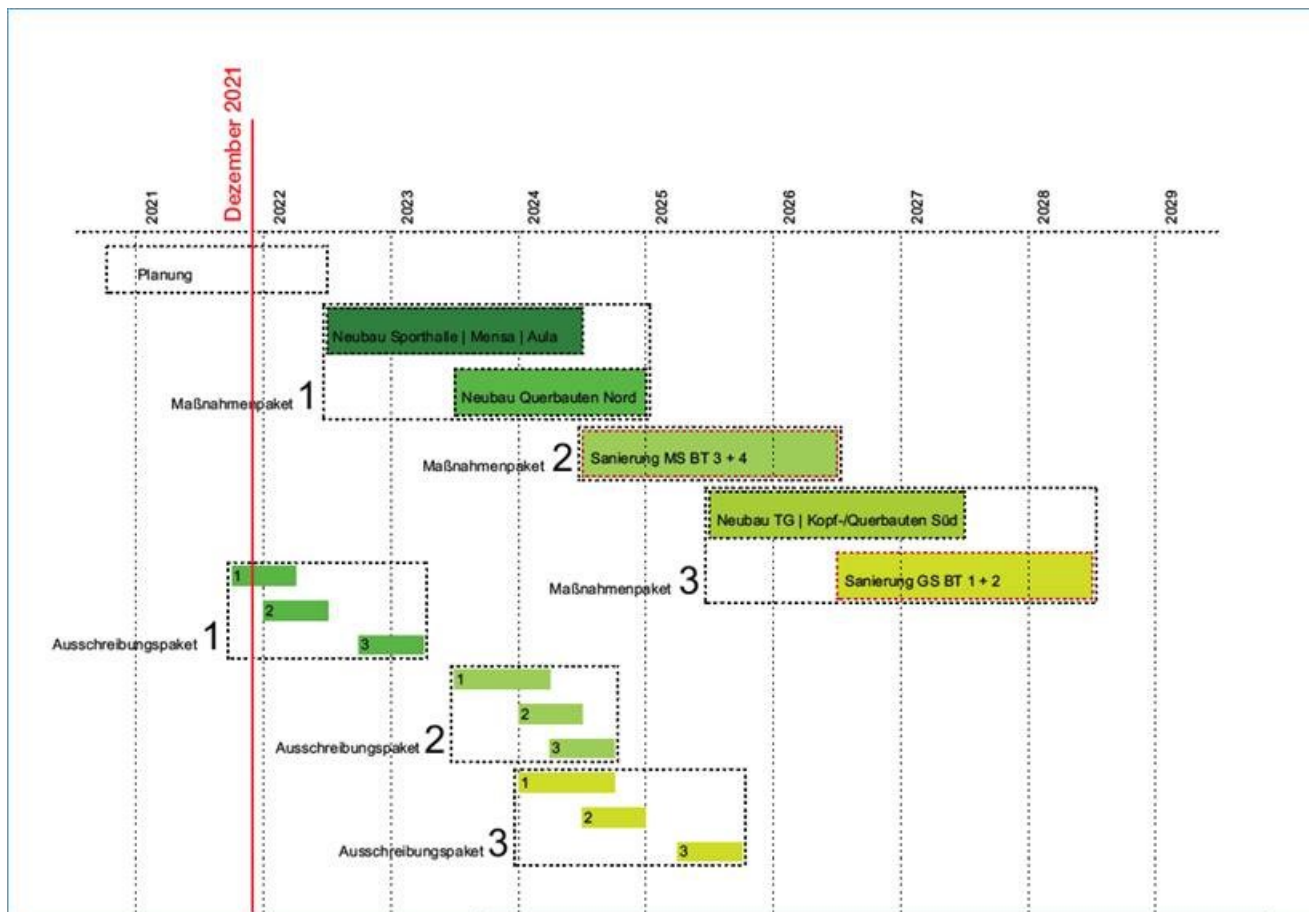 Dezember 2021
2021
2022
2023
2024
2025
2026
2027
2028
2029
Planung
Neubau Sporthalle | Mensa | Aula
Maßnahmenpaket 1
Neubau Querbauten Nord
Maßnahmenpaket 2
Sanierung MS BT 3 + 4
Neubau TG | Kopf-/Querbauten Süd
Maßnahmenpaket 3
Sanierung GS BT 1 + 2
1
2
Ausschreibungspaket 1
3
1
2
Ausschreibungspaket 2
3
1
2
Ausschreibungspaket 3
3